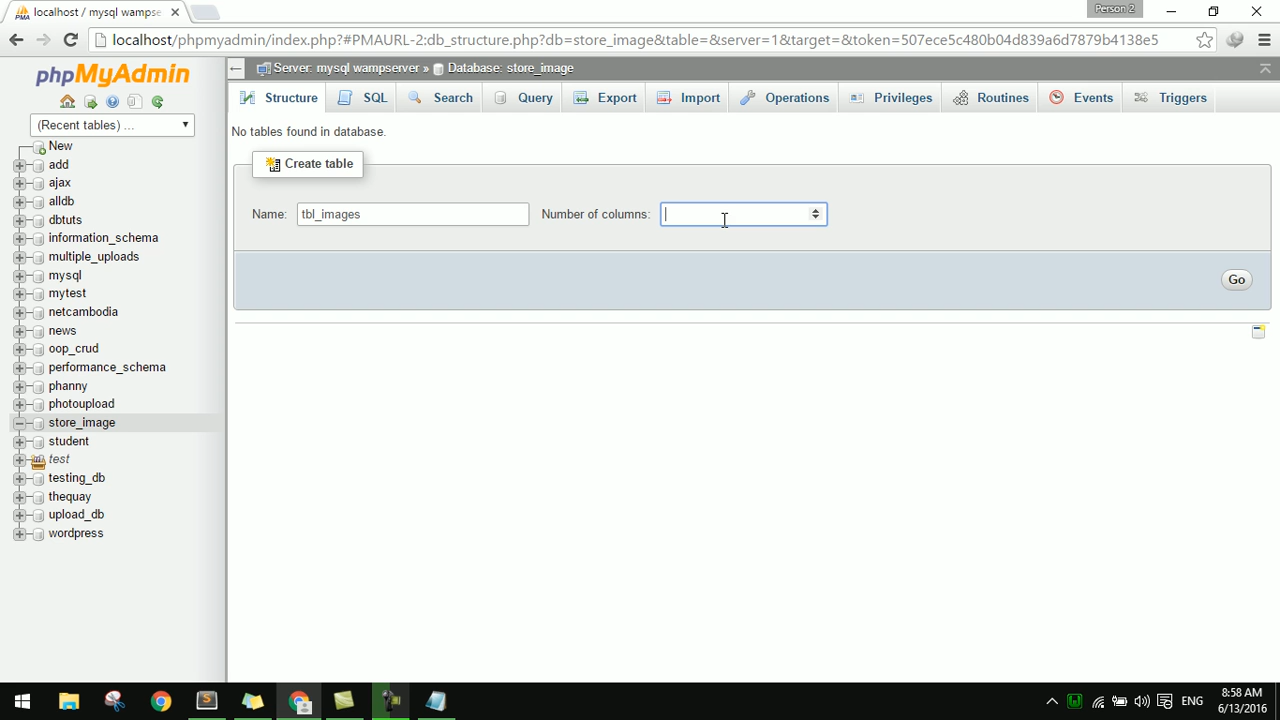 localhost / mysql wampse
Person 2
localhost/phpmyadmin/index.php?#PMAURL-2:db_structure.php?db=store_image&table=&server=1&target=&token=507ece5c480b04d839a6d7879b4138e5
phpMyAdmin
(Recent tables) ...
New
add
ajax
alldb
dbtuts
information_schema
multiple_uploads
mysql
mytest
netcambodia
news
oop_crud
performance_schema
phanny
photoupload
store_image
student
test
testing_db
thequay
upload_db
wordpress
Server: mysql wampserver » Database: store_image
Structure SQL Search Query Export Import Operations Privileges Routines Events Triggers
No tables found in database.
Create table
Name: tbl_images Number of columns:
Go
ENG
8:58 AM
6/13/2016